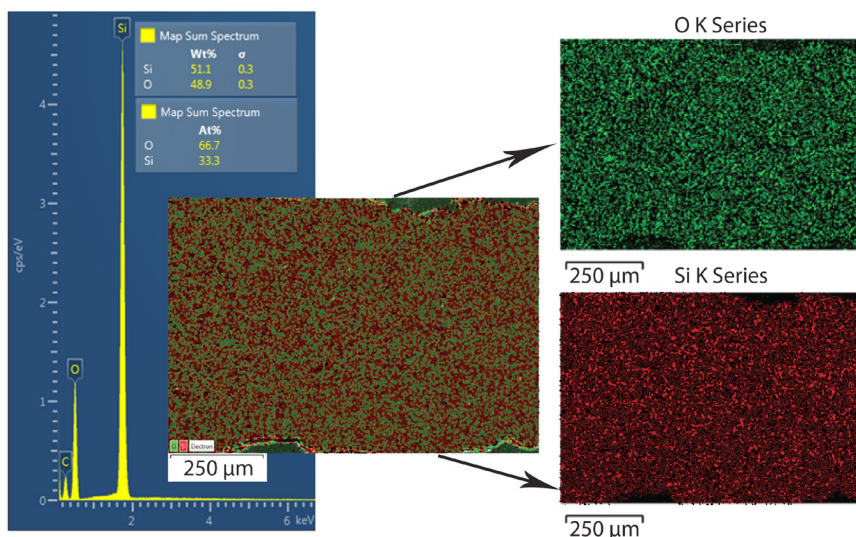 Si
Map Sum Spectrum
Wt% σ
Si 51.1 0.3
O 48.9 0.3
Map Sum Spectrum
At%
O 66.7
Si 33.3
cps/eV
4
3
2
1
0
O
C
2 4 6 keV
O Si Electron
250 µm
O K Series
250 µm
Si K Series
250 µm